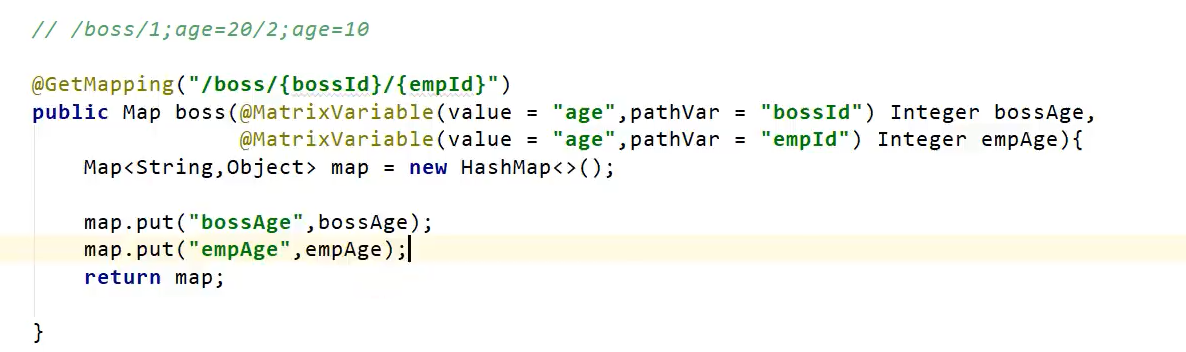 // /boss/1;age=20/2;age=10
@GetMapping("/boss/{bossId}/{empId}")
public Map boss(@MatrixVariable(value = "age",pathVar = "bossId") Integer bossAge,
@MatrixVariable(value = "age",pathVar = "empId") Integer empAge){
Map<String,Object> map = new HashMap<>();
map.put("bossAge",bossAge);
map.put("empAge",empAge);
return map;
}